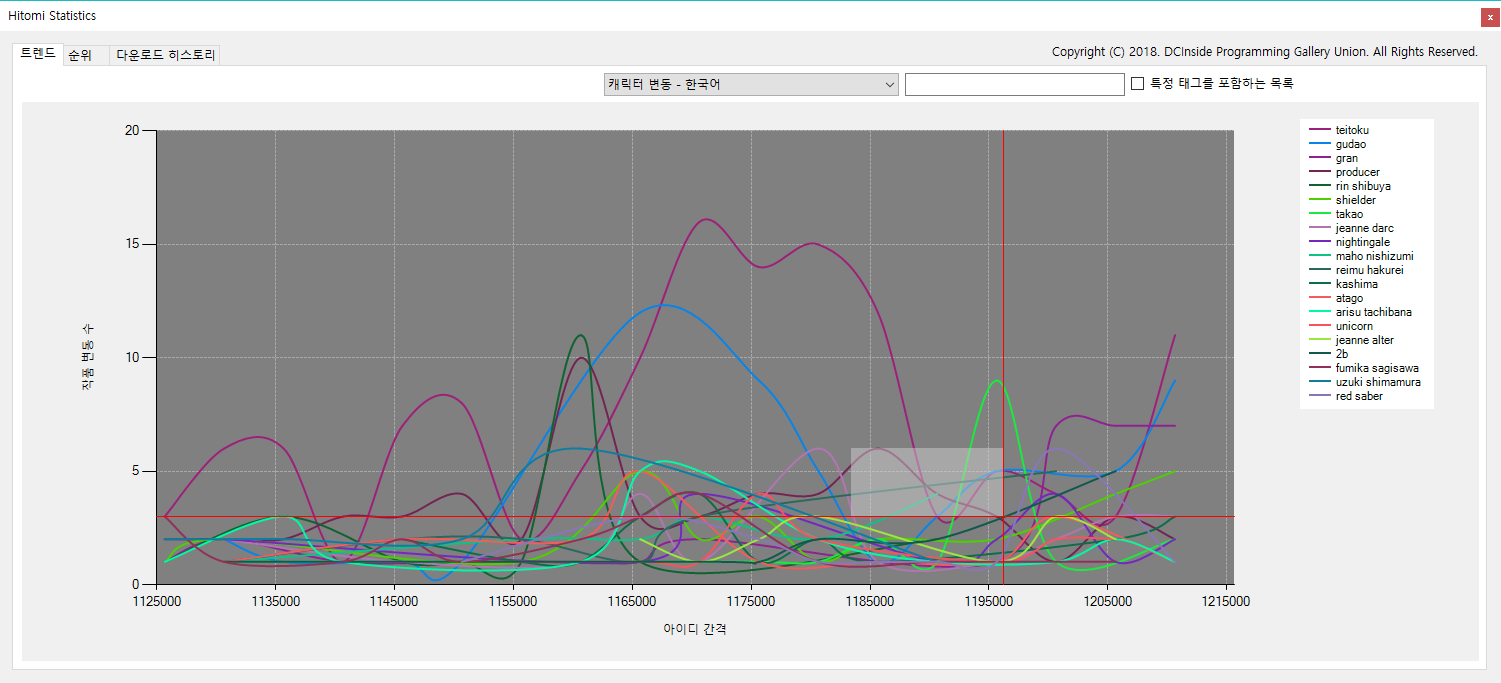 Hitomi Statistics
x
트렌드
순위
다운로드 히스토리
Copyright (C) 2018. DCInside Programming Gallery Union. All Rights Reserved.
캐릭터 변동 - 한국어
특정 태그를 포함하는 목록
20
15
10
5
0
작품 변동 수
1125000
1135000
1145000
1155000
1165000
1175000
1185000
1195000
1205000
1215000
아이디 간격
teitoku
gudao
gran
producer
rin shibuya
shielder
takao
jeanne darc
nightingale
maho nishizumi
reimu hakurei
kashima
atago
arisu tachibana
unicorn
jeanne alter
2b
fumika sagisawa
uzuki shimamura
red saber